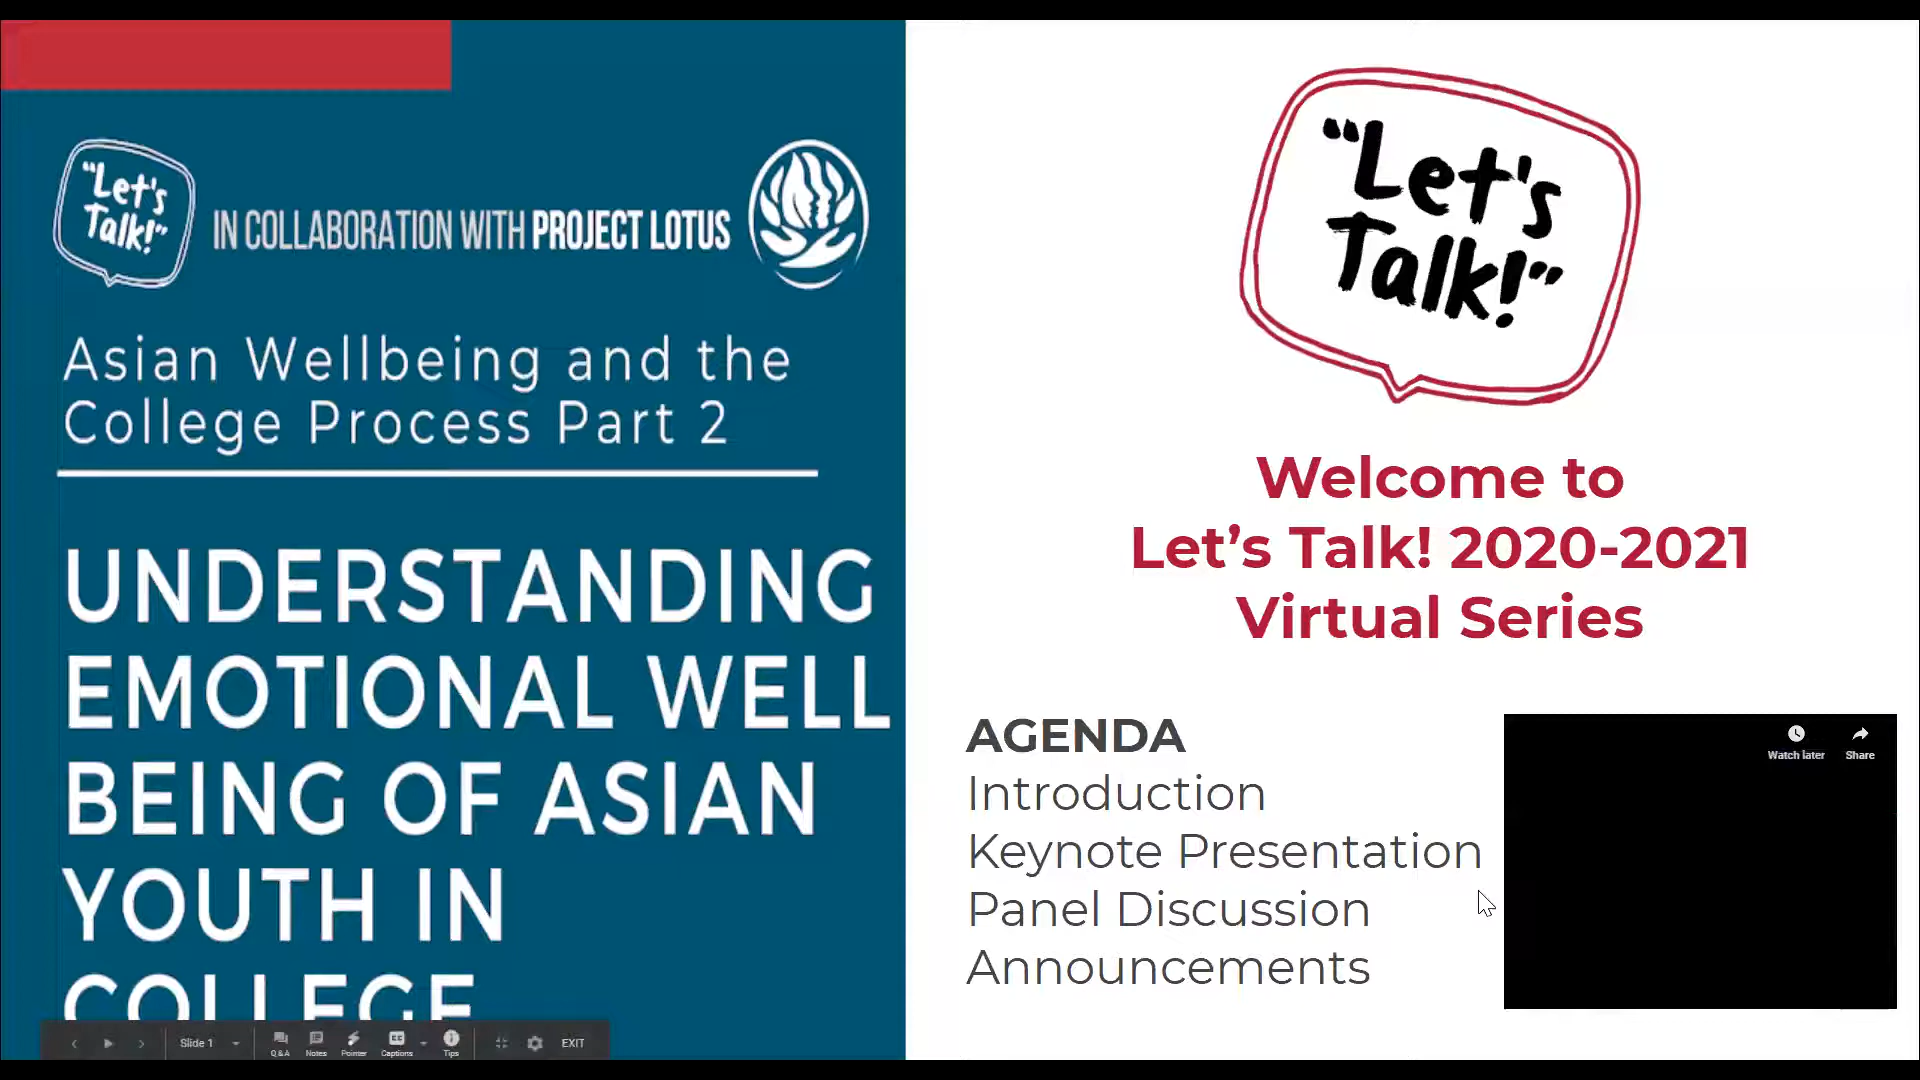 "Let's
Talk!"
IN COLLABORATION WITH PROJECT LOTUS
Asian Wellbeing and the
College Process Part 2
UNDERSTANDING
EMOTIONAL WELL
BEING OF ASIAN
YOUTH IN
COLLEGE
"Let's
Talk!"
Welcome to
Let’s Talk! 2020-2021
Virtual Series
AGENDA
Introduction
Keynote Presentation
Panel Discussion
Announcements
Watch later
Share
Slide 1
Q&A
Notes
Pointer
CC
Captions
Tips
EXIT